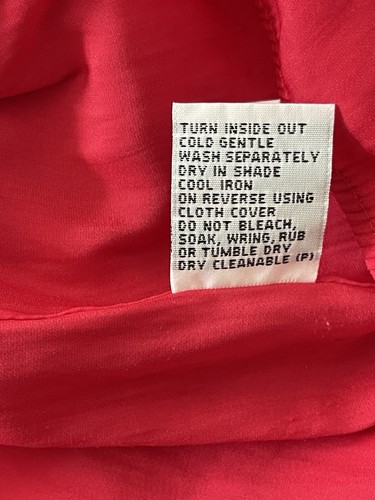 TURN INSIDE OUT
COLD GENTLE
WASH SEPARATELY
DRY IN SHADE
COOL IRON
ON REVERSE USING
CLOTH COVER
DO NOT BLEACH,
SOAK, WRING, RUB
OR TUMBLE DRY
DRY CLEANABLE (P)